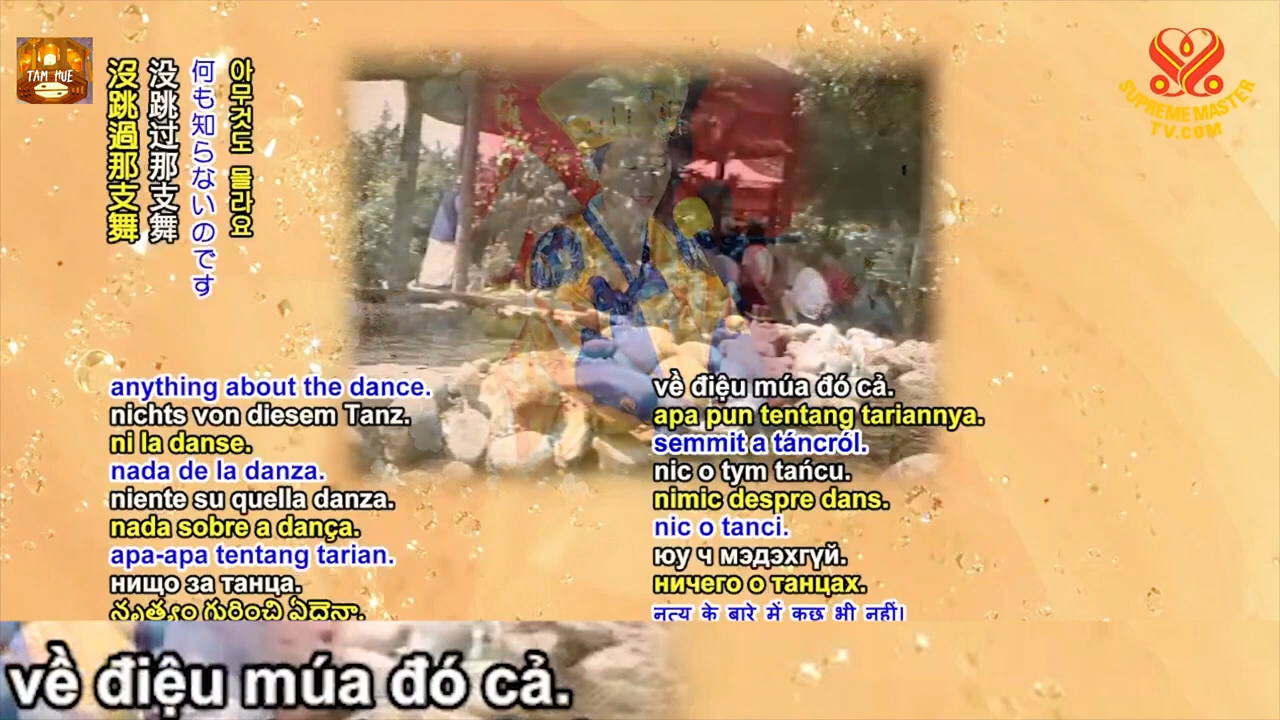 TAM HUE
SUPREME MASTER
TV.COM
아무것도 몰라요
何も知らないのです
没跳过那支舞
沒跳過那支舞
anything about the dance.
nichts von diesem Tanz.
ni la danse.
nada de la danza.
niente su quella danza.
nada sobre a dança.
apa-apa tentang tarian.
нищо за танца.
నృత్యం గురించి ఏదైనా.
về điệu múa đó cả.
apa pun tentang tariannya.
semmit a táncról.
nic o tym tańcu.
nimic despre dans.
nic o tanci.
юу ч мэдэхгүй.
ничего о танцах.
नृत्य के बारे में कुछ भी नहीं।
về điệu múa đó cả.